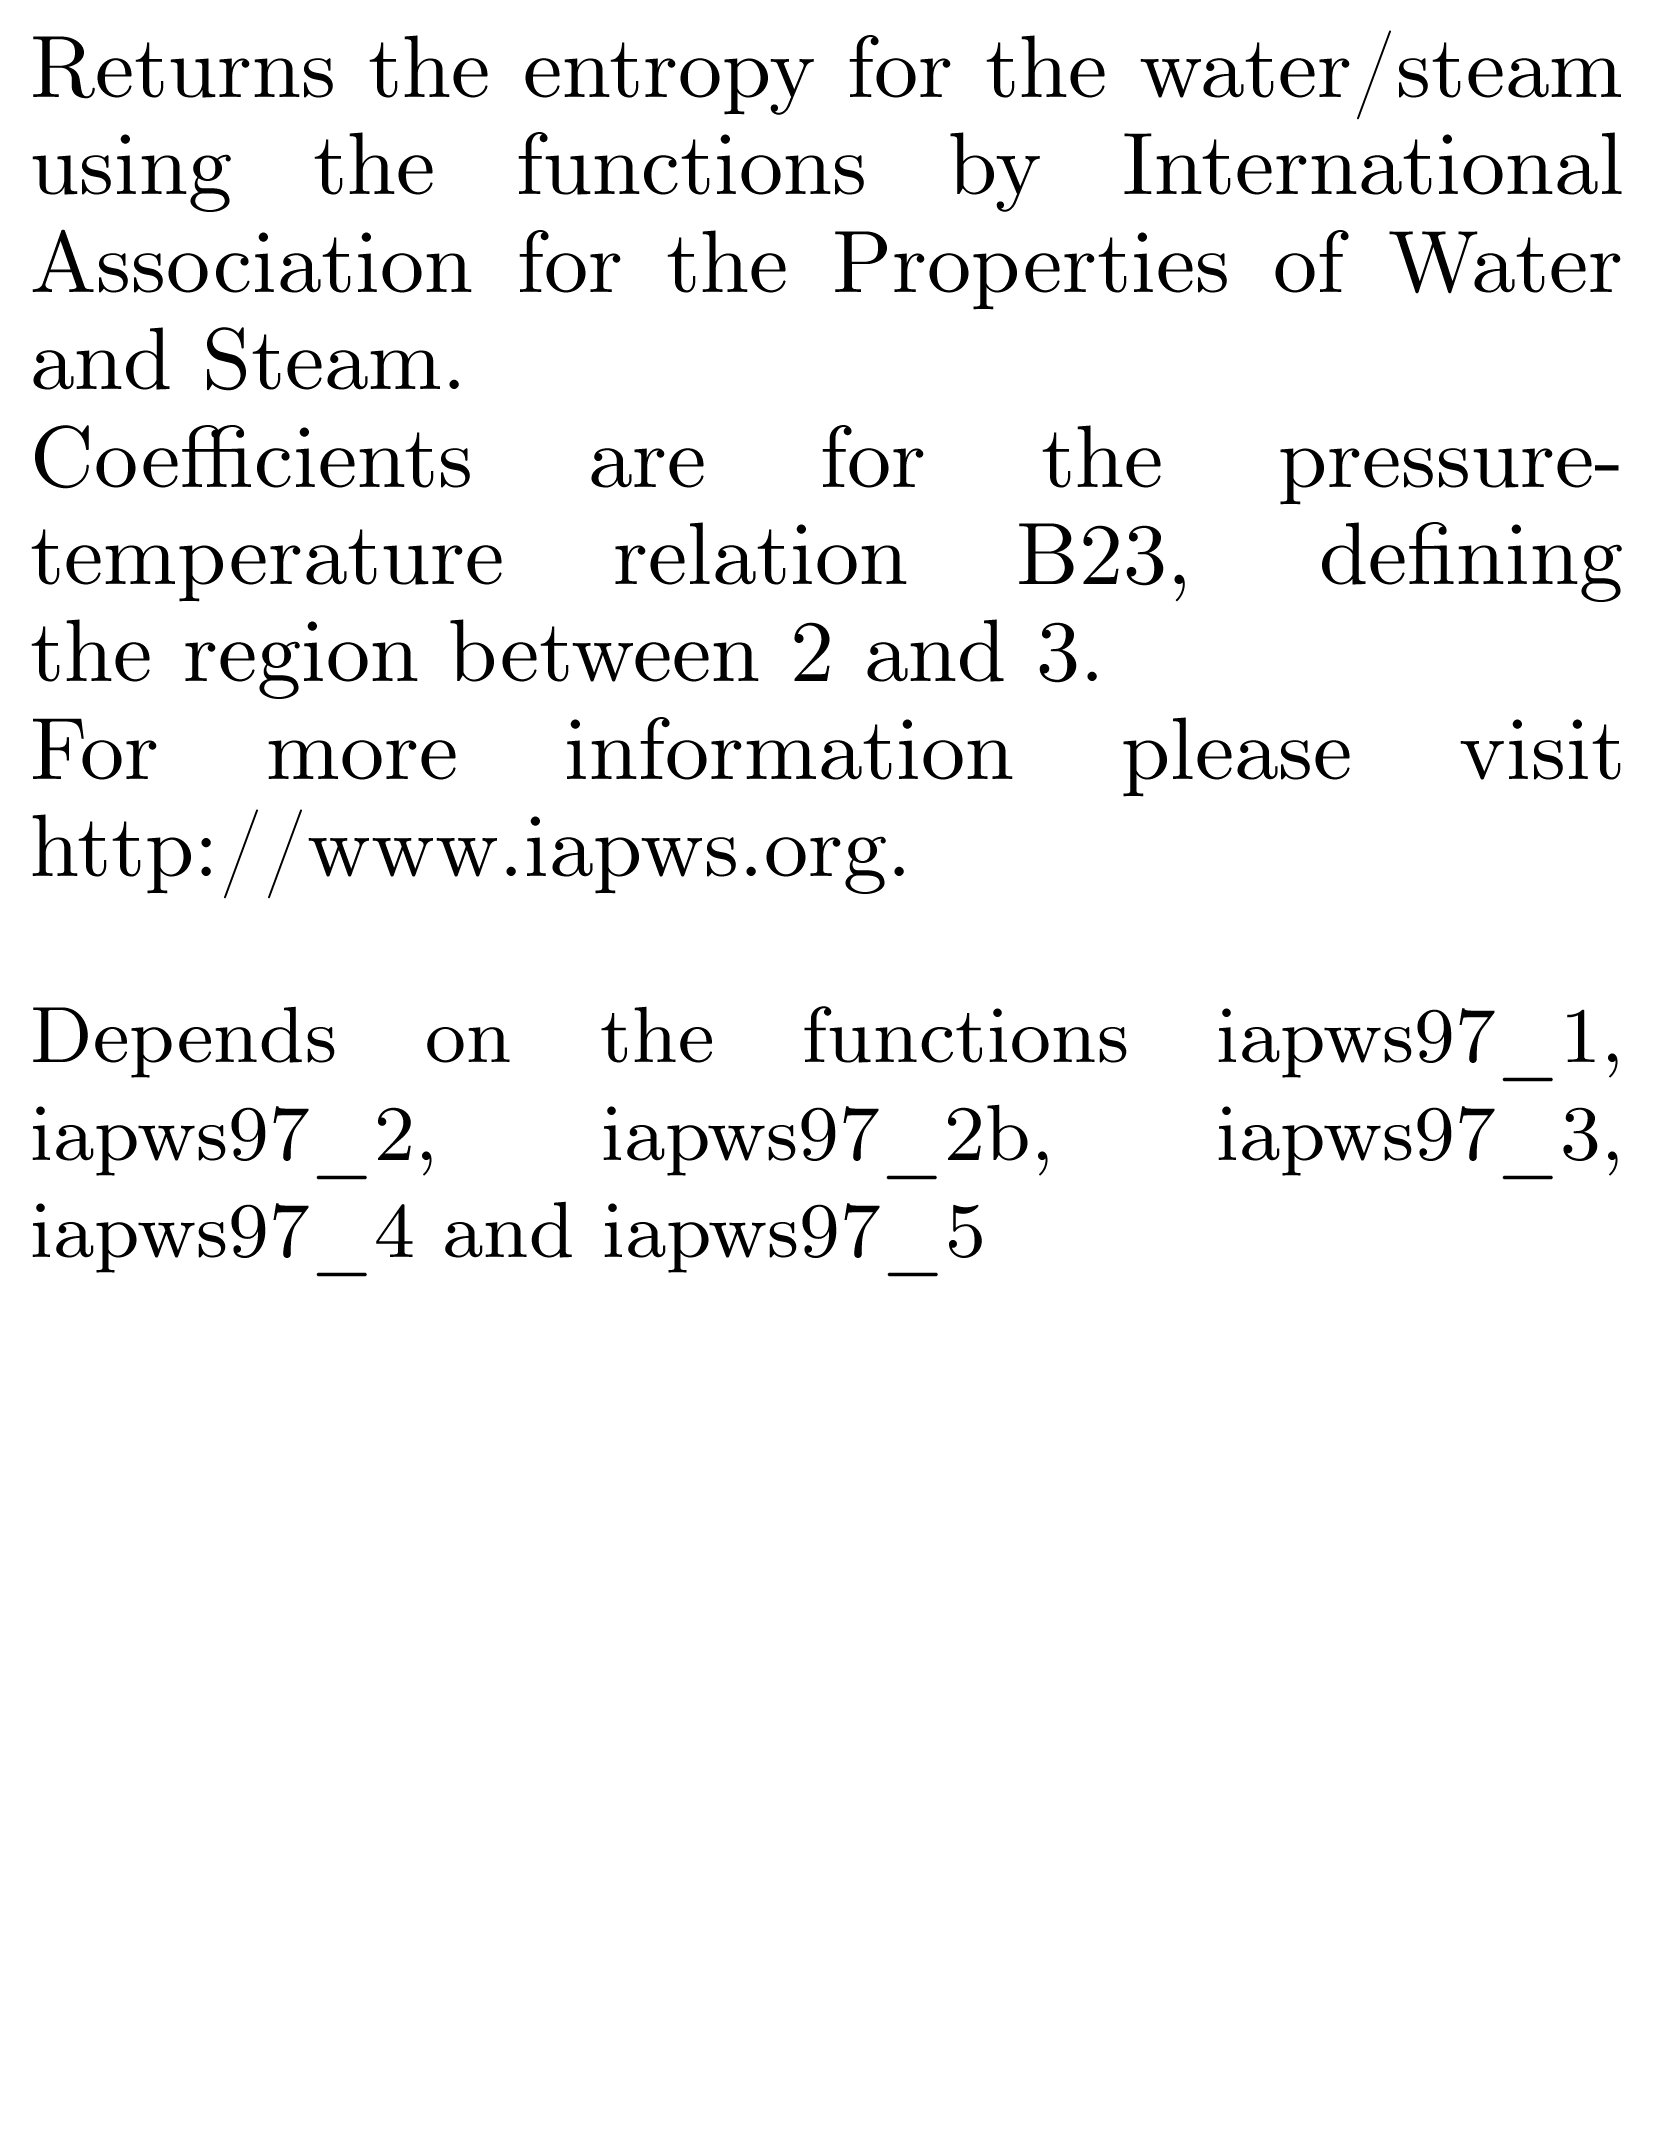 Returns the entropy for the water/steam
using the functions by International
Association for the Properties of Water
and Steam.
Coefficients are for the pressure-
temperature relation B23, defining
the region between 2 and 3.
For more information please visit
http://www.iapws.org.
Depends on the functions iapws97_1,
iapws97_2, iapws97_2b, iapws97_3,
iapws97_4 and iapws97_5